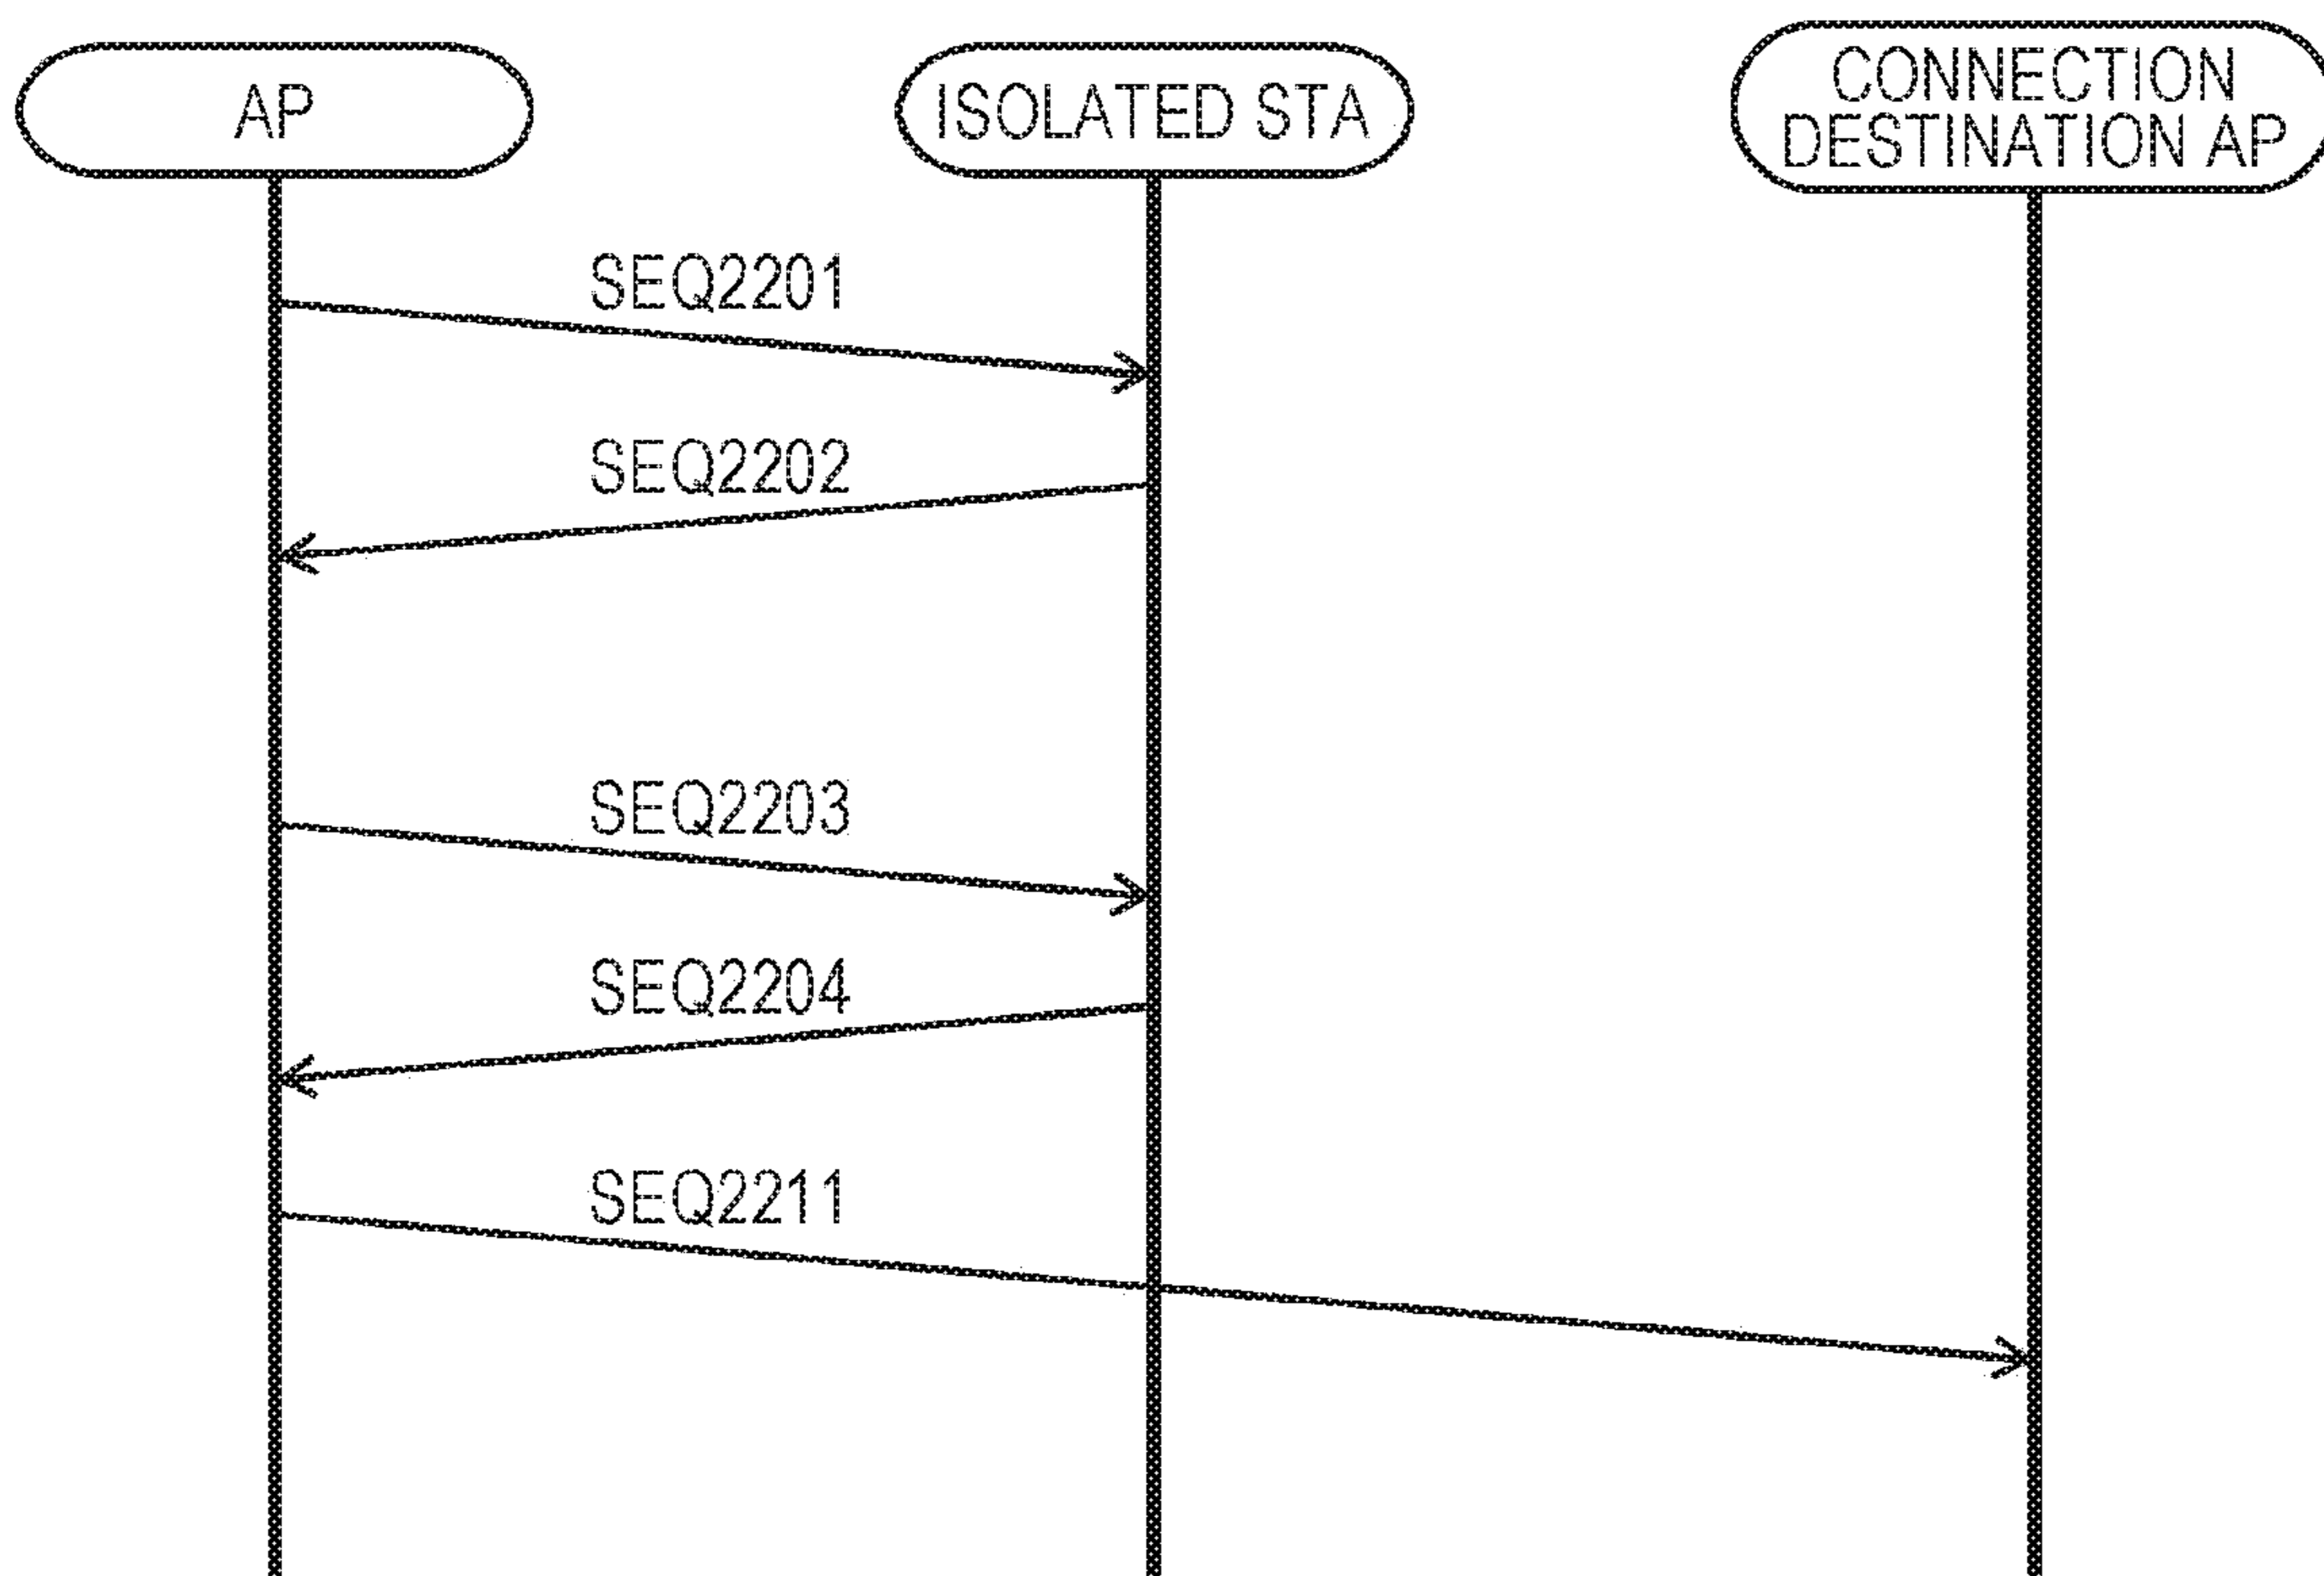 AP
ISOLATED STA
CONNECTION
DESTINATION AP
SEQ2201
SEQ2202
SEQ2203
SEQ2204
SEQ2211